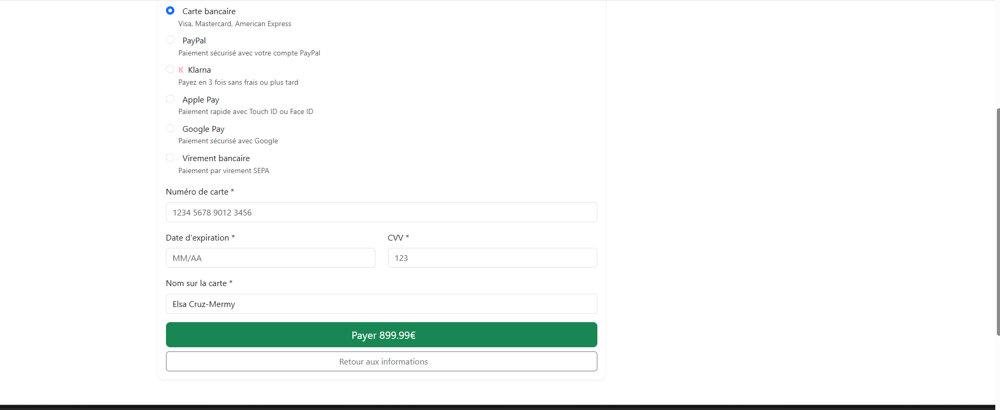 Carte bancaire
Visa, Mastercard, American Express
PayPal
Paiement sécurisé avec votre compte PayPal
K Klarna
Payez en 3 fois sans frais ou plus tard
Apple Pay
Paiement rapide avec Touch ID ou Face ID
Google Pay
Paiement sécurisé avec Google
Virement bancaire
Paiement par virement SEPA
Numéro de carte *
1234 5678 9012 3456
Date d'expiration * CVV *
MM/AA 123
Nom sur la carte *
Elsa Cruz-Mermy
Payer 899.99€
Retour aux informations